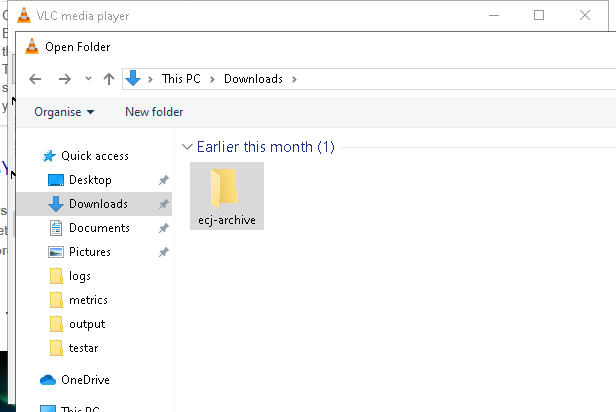 VLC media player
Open Folder
This PC > Downloads >
Organise
New folder
Earlier this month (1)
ecj-archive
Quick access
Desktop
Downloads
Documents
Pictures
logs
metrics
output
testar
OneDrive
This PC